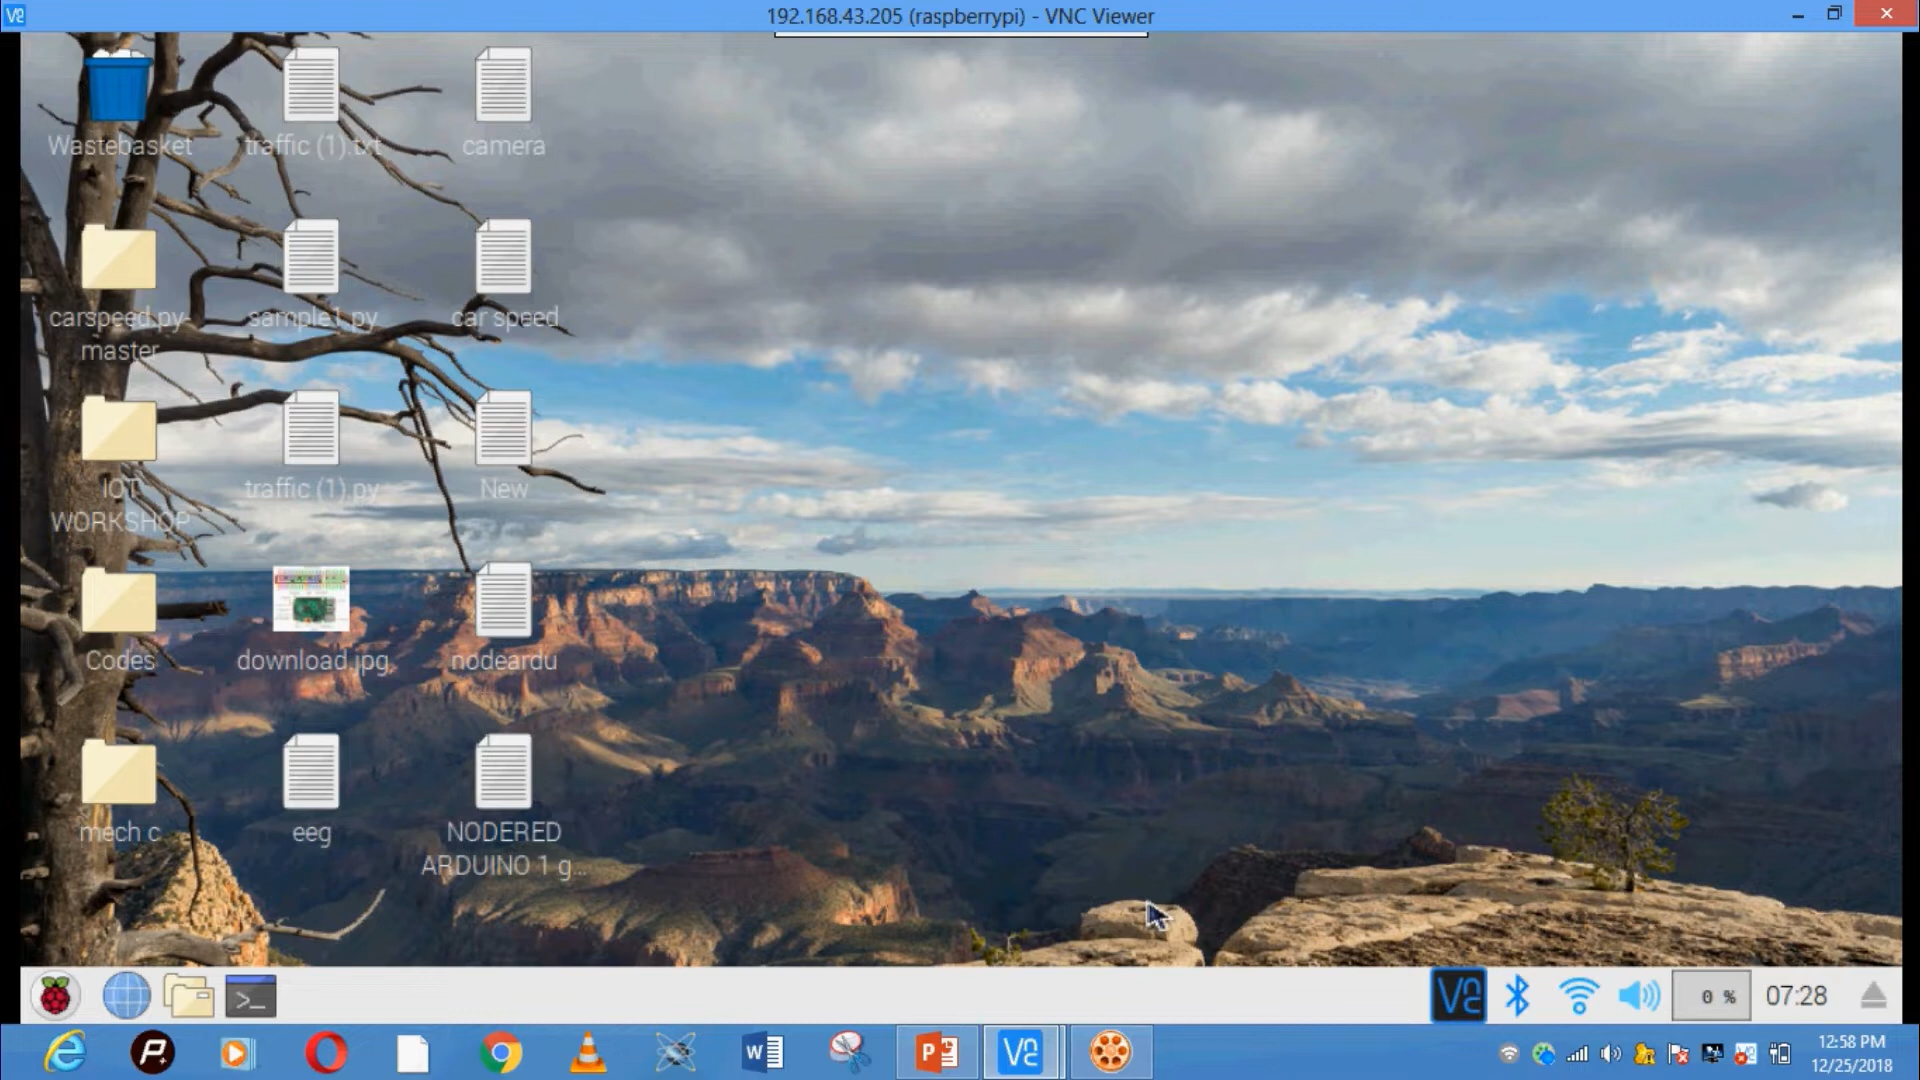 192.168.43.205 (raspberrypi) - VNC Viewer
Wastebasket
traffic (1).txt
camera
carspeed.py-
master
sample1.py
car speed
IOT
WORKSHOP
traffic (1).py
New
Codes
download.jpg
nodeardu
mech c
eeg
NODERED
ARDUINO 1 g...
0 %
07:28
12:58 PM
12/25/2018